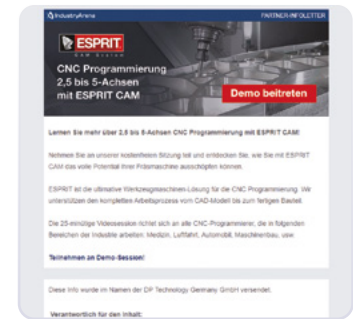 IndustryArena
PARTNER-INFOLETTER
ESPRIT
CAM System
CNC Programmierung
2,5 bis 5-Achsen
mit ESPRIT CAM
Demo beitreten
Lernen Sie mehr über 2,5 bis 5-Achsen CNC Programmierung mit ESPRIT CAM!
Nehmen Sie an unserer kostenfreien Sitzung teil und entdecken Sie, wie Sie mit ESPRIT
CAM das volle Potential Ihrer Fräsmaschine ausschöpfen können.
ESPRIT ist die ultimative Werkzeugmaschinen-Lösung für die CNC Programmierung. Wir
unterstützen den kompletten Arbeitsprozess vom CAD-Modell bis zum fertigen Bauteil.
Die 25-minütige Videosession richtet sich an alle CNC-Programmierer, die in folgenden
Bereichen der Industrie arbeiten: Medizin, Luftfahrt, Automobil, Maschinenbau, usw.
Teilnehmen an Demo-Session!
Diese Info wurde im Namen der DP Technology Germany GmbH versendet.
Verantwortlich für den Inhalt: